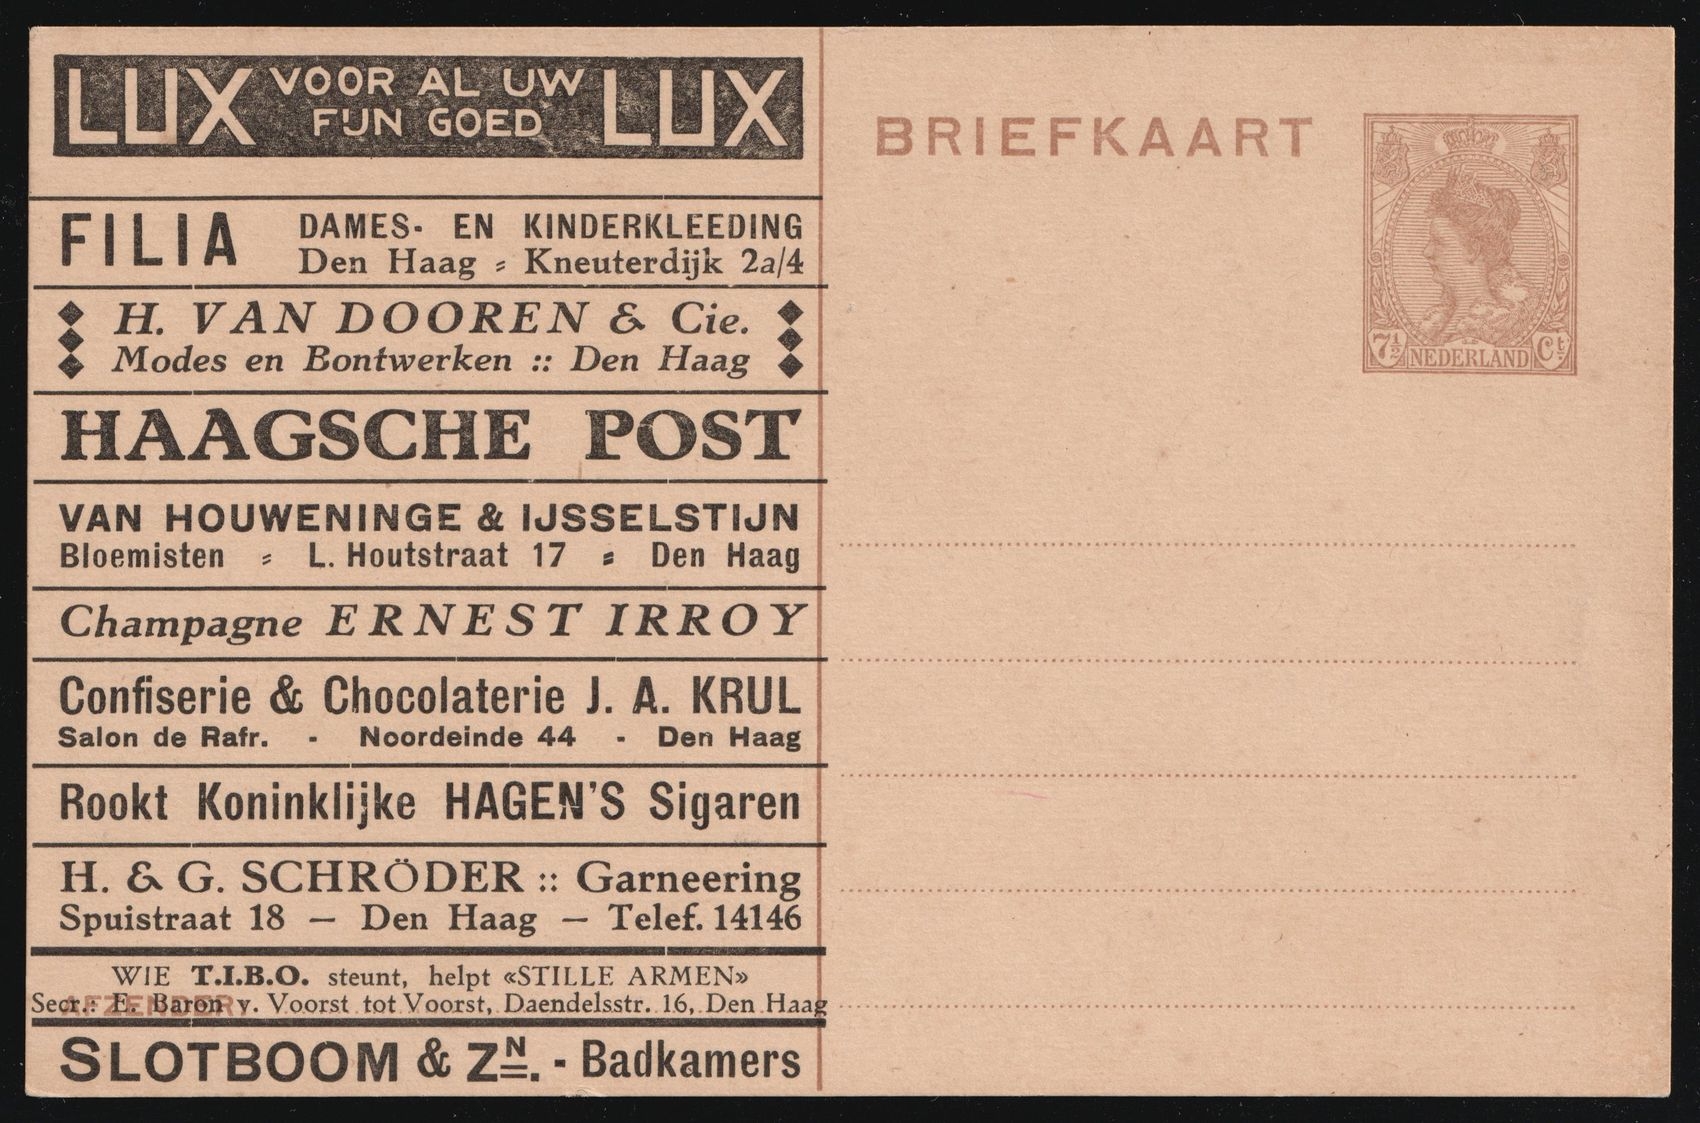 LUX VOOR AL UW FIJN GOED LUX
FILIA DAMES- EN KINDERKLEEDING
Den Haag = Kneuterdijk 2a/4
H. VAN DOOREN & Cie.
Modes en Bontwerken :: Den Haag
HAAGSCHE POST
VAN HOUWENINGE & IJSSELSTIJN
Bloemisten = L. Houtstraat 17 = Den Haag
Champagne ERNEST IRROY
Confiserie & Chocolaterie J. A. KRUL
Salon de Rafr. - Noordeinde 44 - Den Haag
Rookt Koninklijke HAGEN'S Sigaren
H. & G. SCHRÖDER :: Garneering
Spuistraat 18 — Den Haag — Telef. 14146
WIE T.I.B.O. steunt, helpt «STILLE ARMEN»
Secr.: E. Baron v. Voorst tot Voorst, Daendelsstr. 16, Den Haag
AFZENDER:
SLOTBOOM & ZN. - Badkamers
BRIEFKAART
7½ NEDERLAND Ct